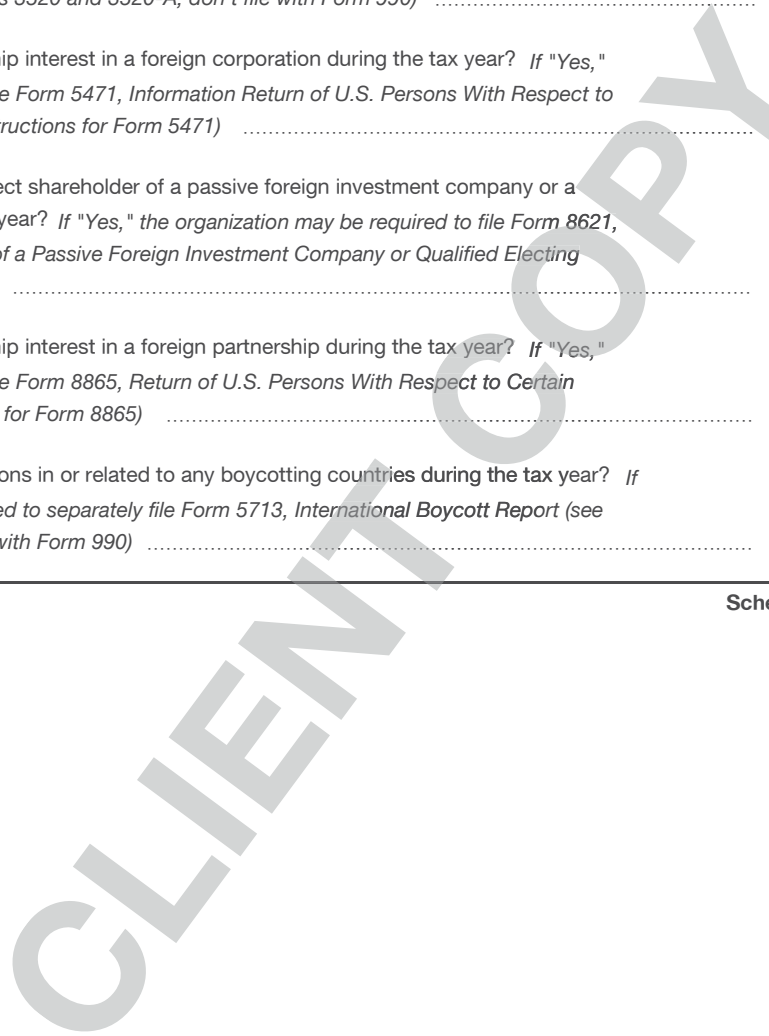 s 3520 and 3520-A; don't file with Form 990)
ip interest in a foreign corporation during the tax year? If "Yes,"
e Form 5471, Information Return of U.S. Persons With Respect to
ructions for Form 5471)
ect shareholder of a passive foreign investment company or a
year? If "Yes," the organization may be required to file Form 8621,
of a Passive Foreign Investment Company or Qualified Electing
ip interest in a foreign partnership during the tax year? If "Yes,"
e Form 8865, Return of U.S. Persons With Respect to Certain
for Form 8865)
ons in or related to any boycotting countries during the tax year? If
ed to separately file Form 5713, International Boycott Report (see
with Form 990)
Sche
CLIENT COPY